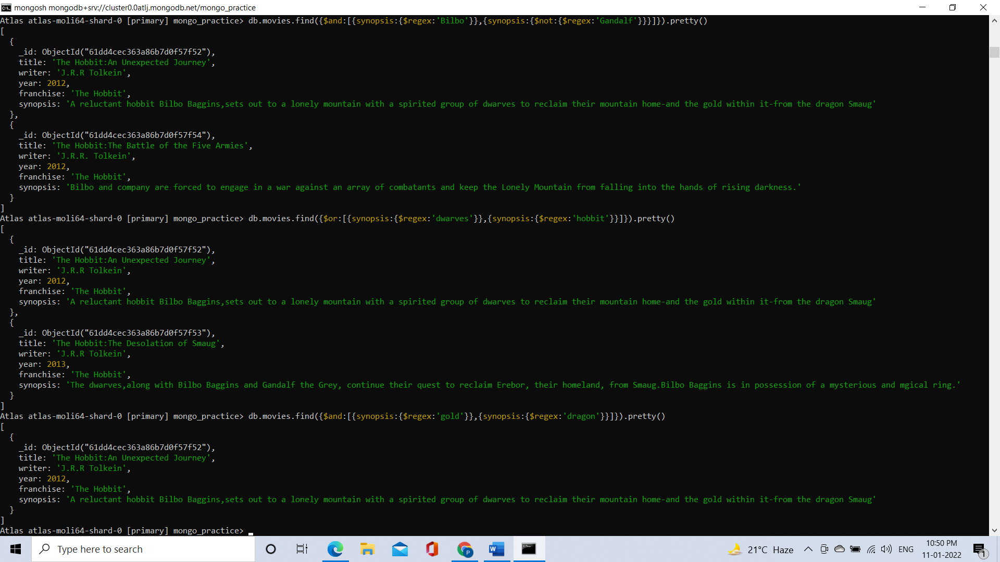 mongosh mongodb+srv://cluster0.0atlj.mongodb.net/mongo_practice
Atlas atlas-moli64-shard-0 [primary] mongo_practice> db.movies.find({$and:[{synopsis:{$regex:'Bilbo'}},{synopsis:{$not:{$regex:'Gandalf'}}}]}).pretty()
[
  {
    _id: ObjectId("61dd4cec363a86b7d0f57f52"),
    title: 'The Hobbit:An Unexpected Journey',
    writer: 'J.R.R Tolkein',
    year: 2012,
    franchise: 'The Hobbit',
    synopsis: 'A reluctant hobbit Bilbo Baggins,sets out to a lonely mountain with a spirited group of dwarves to reclaim their mountain home-and the gold within it-from the dragon Smaug'
  },
  {
    _id: ObjectId("61dd4cec363a86b7d0f57f54"),
    title: 'The Hobbit:The Battle of the Five Armies',
    writer: 'J.R.R. Tolkein',
    year: 2012,
    franchise: 'The Hobbit',
    synopsis: 'Bilbo and company are forced to engage in a war against an array of combatants and keep the Lonely Mountain from falling into the hands of rising darkness.'
  }
]
Atlas atlas-moli64-shard-0 [primary] mongo_practice> db.movies.find({$or:[{synopsis:{$regex:'dwarves'}},{synopsis:{$regex:'hobbit'}}]}).pretty()
[
  {
    _id: ObjectId("61dd4cec363a86b7d0f57f52"),
    title: 'The Hobbit:An Unexpected Journey',
    writer: 'J.R.R Tolkein',
    year: 2012,
    franchise: 'The Hobbit',
    synopsis: 'A reluctant hobbit Bilbo Baggins,sets out to a lonely mountain with a spirited group of dwarves to reclaim their mountain home-and the gold within it-from the dragon Smaug'
  },
  {
    _id: ObjectId("61dd4cec363a86b7d0f57f53"),
    title: 'The Hobbit:The Desolation of Smaug',
    writer: 'J.R.R Tolkein',
    year: 2013,
    franchise: 'The Hobbit',
    synopsis: 'The dwarves,along with Bilbo Baggins and Gandalf the Grey, continue their quest to reclaim Erebor, their homeland, from Smaug.Bilbo Baggins is in possession of a mysterious and mgical ring.'
  }
]
Atlas atlas-moli64-shard-0 [primary] mongo_practice> db.movies.find({$and:[{synopsis:{$regex:'gold'}},{synopsis:{$regex:'dragon'}}]}).pretty()
[
  {
    _id: ObjectId("61dd4cec363a86b7d0f57f52"),
    title: 'The Hobbit:An Unexpected Journey',
    writer: 'J.R.R Tolkein',
    year: 2012,
    franchise: 'The Hobbit',
    synopsis: 'A reluctant hobbit Bilbo Baggins,sets out to a lonely mountain with a spirited group of dwarves to reclaim their mountain home-and the gold within it-from the dragon Smaug'
  }
]
Atlas atlas-moli64-shard-0 [primary] mongo_practice>
Type here to search
21°C Haze
ENG
10:50 PM
11-01-2022
1